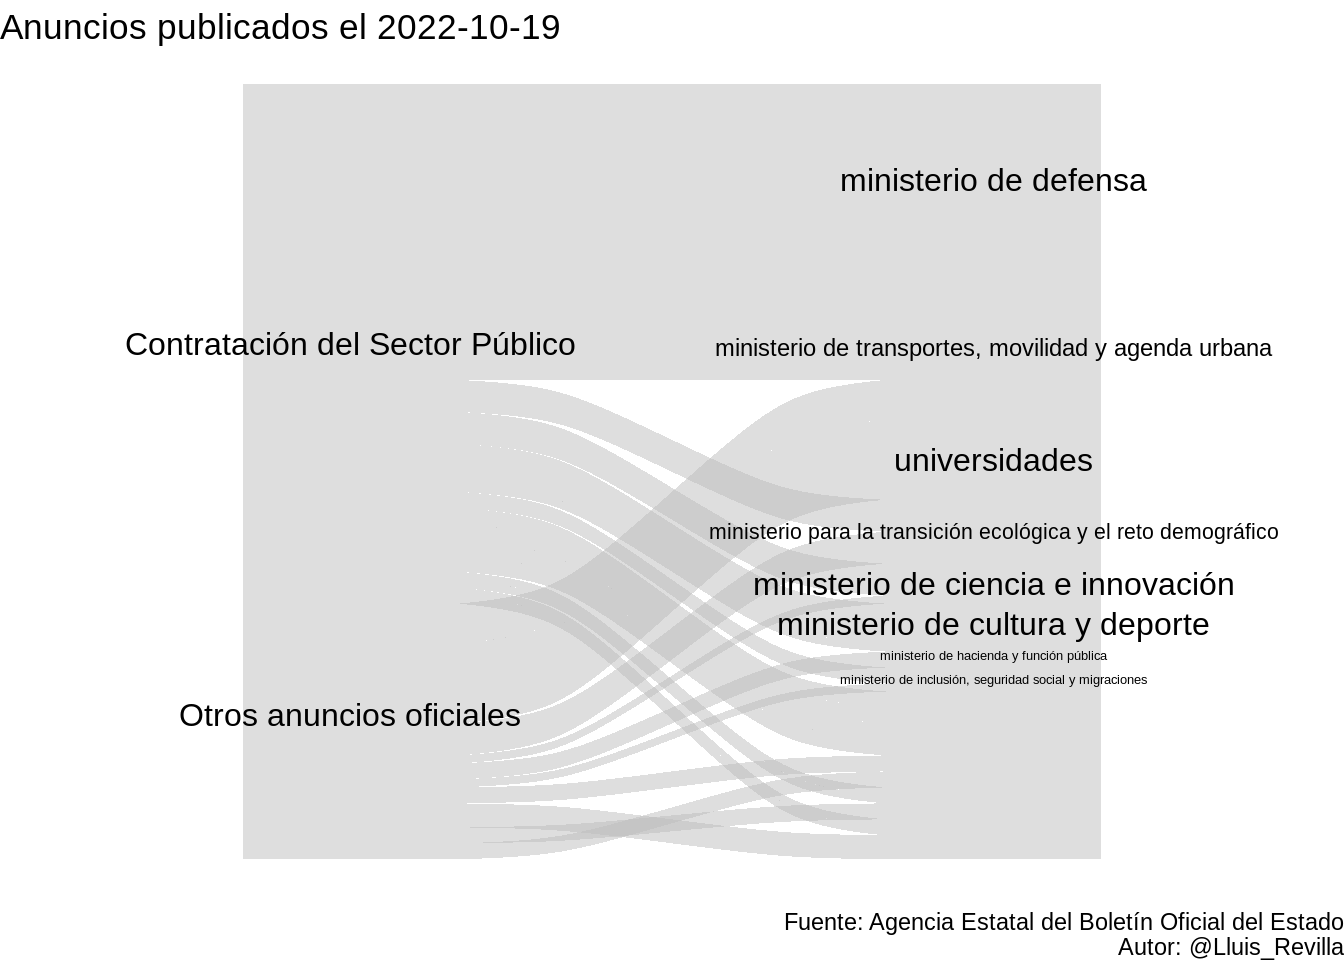 Anuncios publicados el 2022-10-19
ministerio de defensa
Contratación del Sector Público
ministerio de transportes, movilidad y agenda urbana
universidades
ministerio para la transición ecológica y el reto demográfico
ministerio de ciencia e innovación
ministerio de cultura y deporte
ministerio de hacienda y función pública
ministerio de inclusión, seguridad social y migraciones
Otros anuncios oficiales
Fuente: Agencia Estatal del Boletín Oficial del Estado
Autor: @Lluis_Revilla